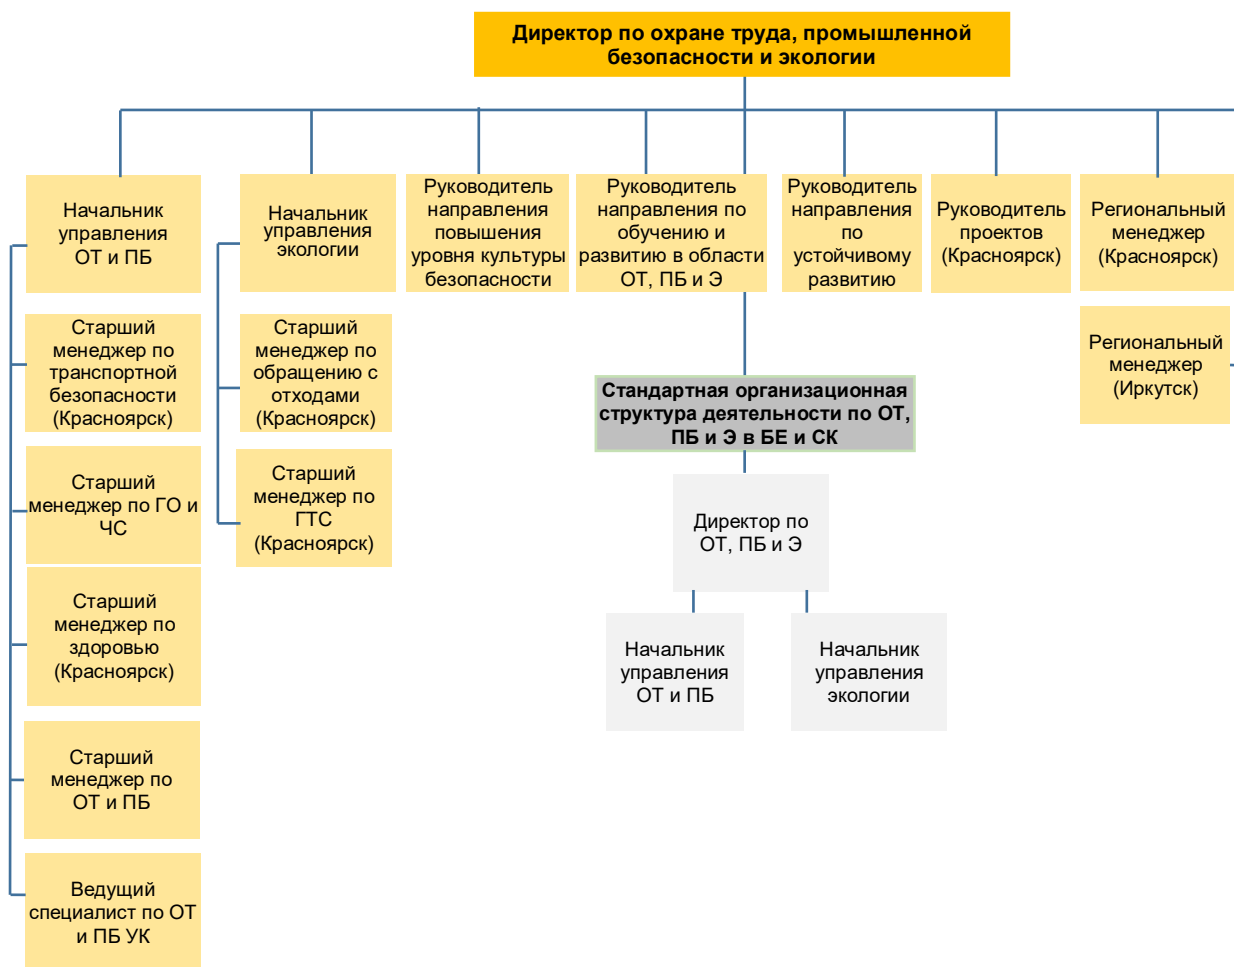 Директор по охране труда, промышленной
безопасности и экологии
Начальник
управления
ОТ и ПБ
Старший
менеджер по
транспортной
безопасности
(Красноярск)
Старший
менеджер по ГО и
ЧС
Старший
менеджер по
здоровью
(Красноярск)
Старший
менеджер по
ОТ и ПБ
Ведущий
специалист по ОТ
и ПБ УК
Начальник
управления
экологии
Старший
менеджер по
обращению с
отходами
(Красноярск)
Старший
менеджер по
ГТС
(Красноярск)
Руководитель
направления
повышения
уровня культуры
безопасности
Руководитель
направления по
обучению и
развитию в области
ОТ, ПБ и Э
Руководитель
направления
по
устойчивому
развитию
Руководитель
проектов
(Красноярск)
Региональный
менеджер
(Красноярск)
Региональный
менеджер
(Иркутск)
Стандартная организационная
структура деятельности по ОТ,
ПБ и Э в БЕ и СК
Директор по
ОТ, ПБ и Э
Начальник
управления
ОТ и ПБ
Начальник
управления
экологии